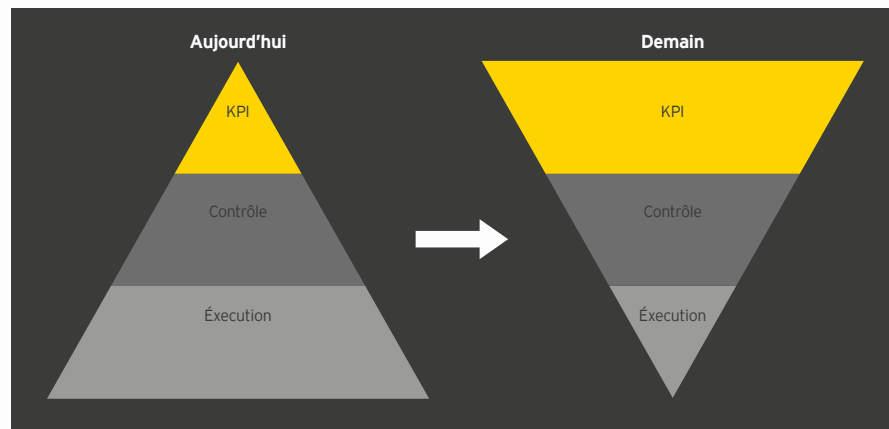 Aujourd'hui
Demain
KPI
KPI
Contrôle
Contrôle
Éxecution
Éxecution